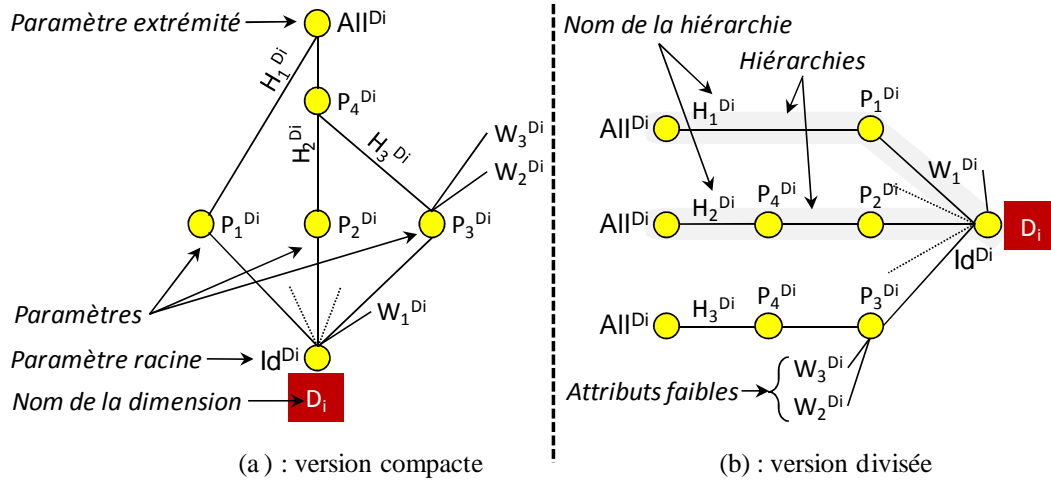 Paramètre extrémité
All^Di
H1^Di
P4^Di
H2^Di
H3^Di
W3^Di
W2^Di
P1^Di
P2^Di
P3^Di
Paramètres
W1^Di
Paramètre racine
Id^Di
Nom de la dimension
Di
(a ) : version compacte
Nom de la hiérarchie
Hiérarchies
H1^Di
P1^Di
All^Di
W1^Di
H2^Di
P4^Di
P2^Di
All^Di
Di
Id^Di
H3^Di
P4^Di
P3^Di
All^Di
W3^Di
Attributs faibles
W2^Di
(b) : version divisée